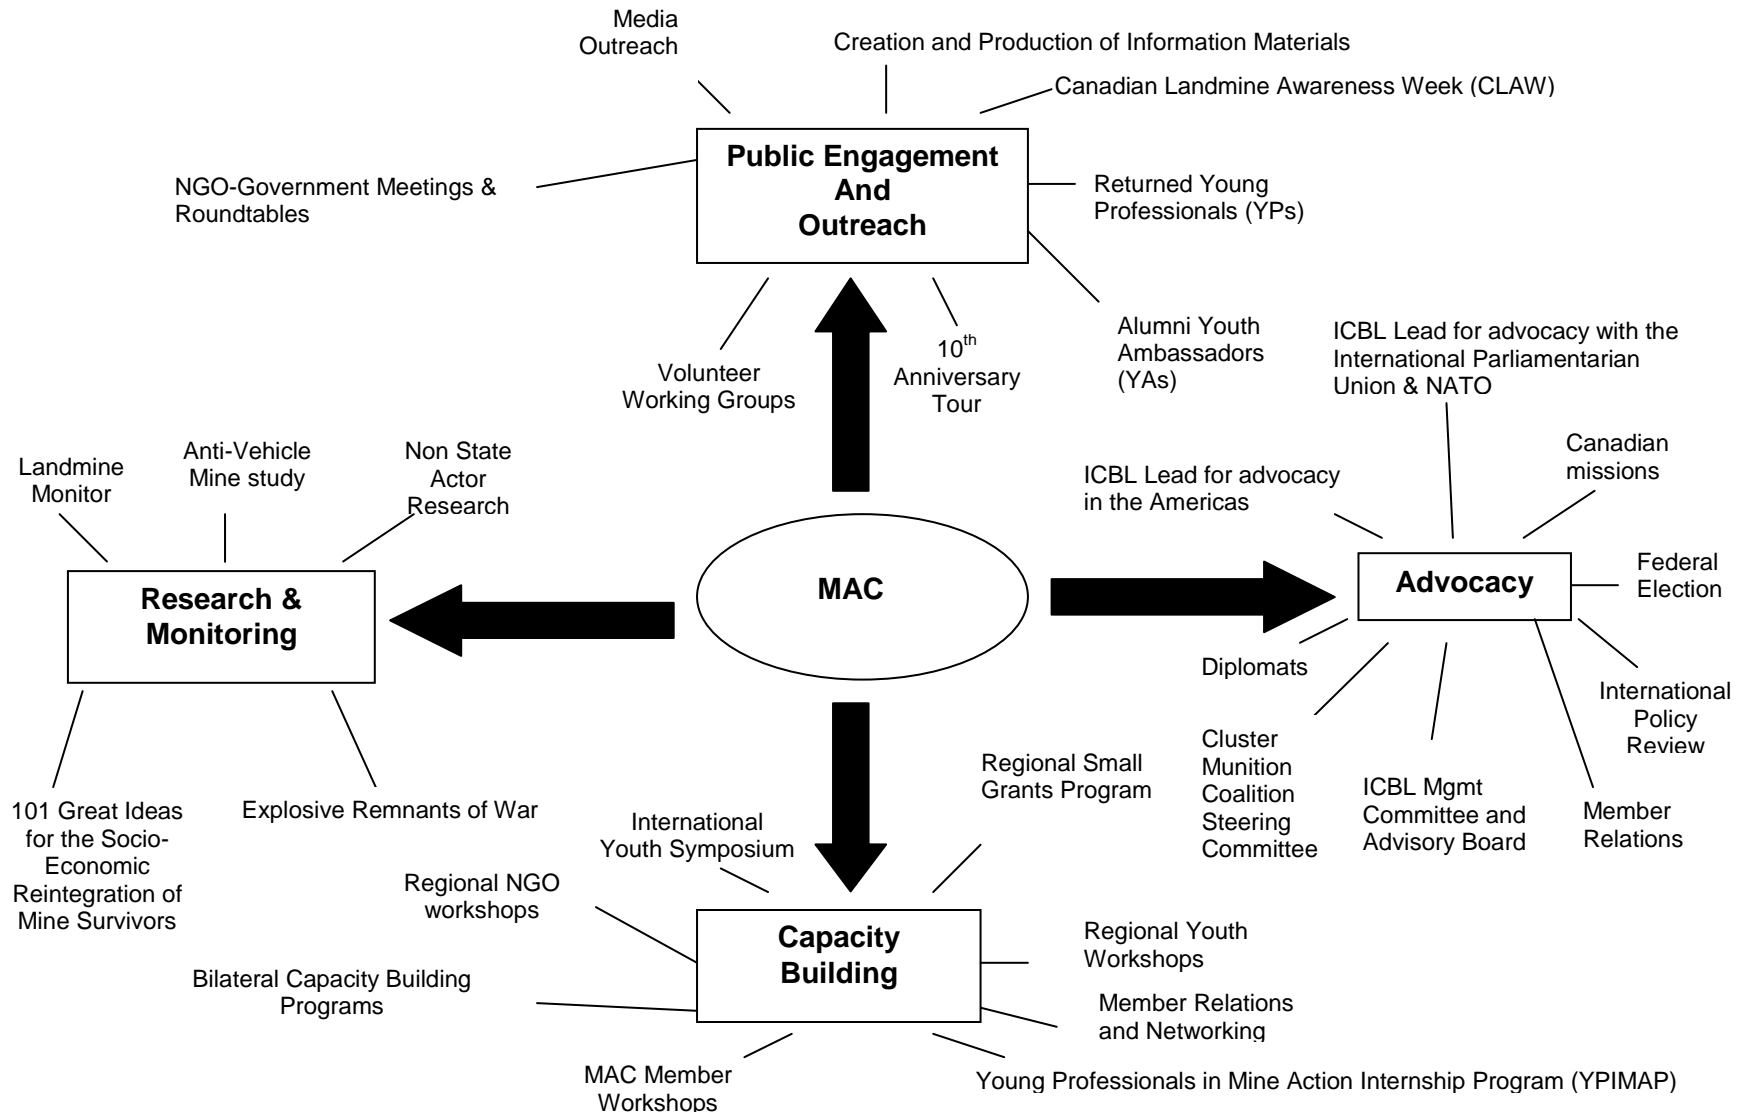 Media
Outreach
Creation and Production of Information Materials
Canadian Landmine Awareness Week (CLAW)
Public Engagement
And
Outreach
NGO-Government Meetings &
Roundtables
Returned Young
Professionals (YPs)
Alumni Youth
Ambassadors
(YAs)
Volunteer
Working Groups
10th
Anniversary
Tour
ICBL Lead for advocacy with the
International Parliamentarian
Union & NATO
Canadian
missions
ICBL Lead for advocacy
in the Americas
Landmine
Monitor
Anti-Vehicle
Mine study
Non State
Actor
Research
Research &
Monitoring
MAC
Advocacy
Federal
Election
Diplomats
International
Policy
Review
Cluster
Munition
Coalition
Steering
Committee
ICBL Mgmt
Committee and
Advisory Board
Member
Relations
101 Great Ideas
for the Socio-
Economic
Reintegration of
Mine Survivors
Explosive Remnants of War
International
Youth Symposium
Regional Small
Grants Program
Regional NGO
workshops
Capacity
Building
Regional Youth
Workshops
Bilateral Capacity Building
Programs
Member Relations
and Networking
MAC Member
Workshops
Young Professionals in Mine Action Internship Program (YPIMAP)